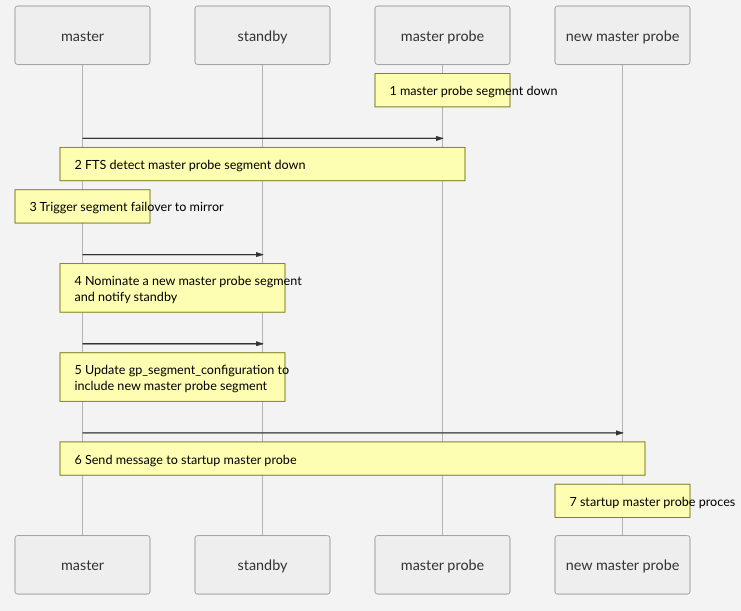 master
standby
master probe
new master probe
1 master probe segment down
2 FTS detect master probe segment down
3 Trigger segment failover to mirror
4 Nominate a new master probe segment
and notify standby
5 Update gp_segment_configuration to
include new master probe segment
6 Send message to startup master probe
7 startup master probe proces
master
standby
master probe
new master probe